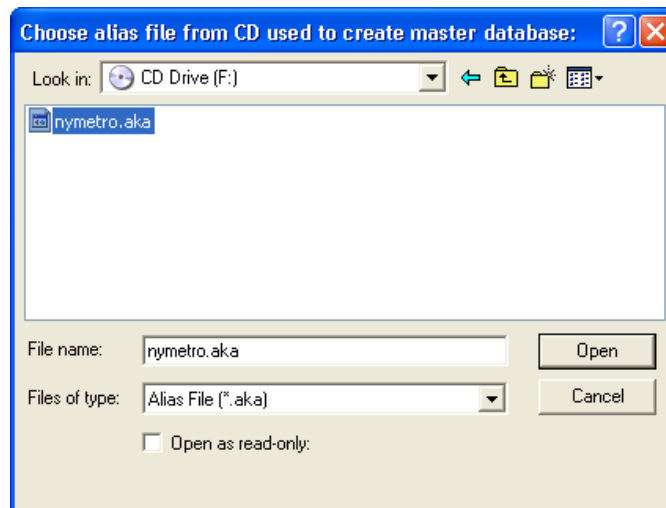 Choose alias file from CD used to create master database:
Look in: CD Drive (F:)
nymetro.aka
File name: nymetro.aka Open
Files of type: Alias File (*.aka) Cancel
Open as read-only: